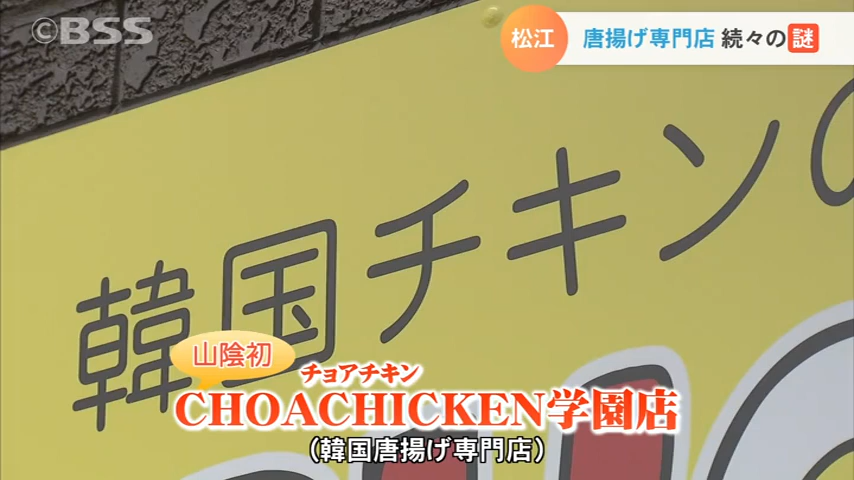 ©BSS
松江
唐揚げ専門店 続々の謎
韓国チキンの
山陰初
チョアチキン
CHOACHICKEN学園店
(韓国唐揚げ専門店)